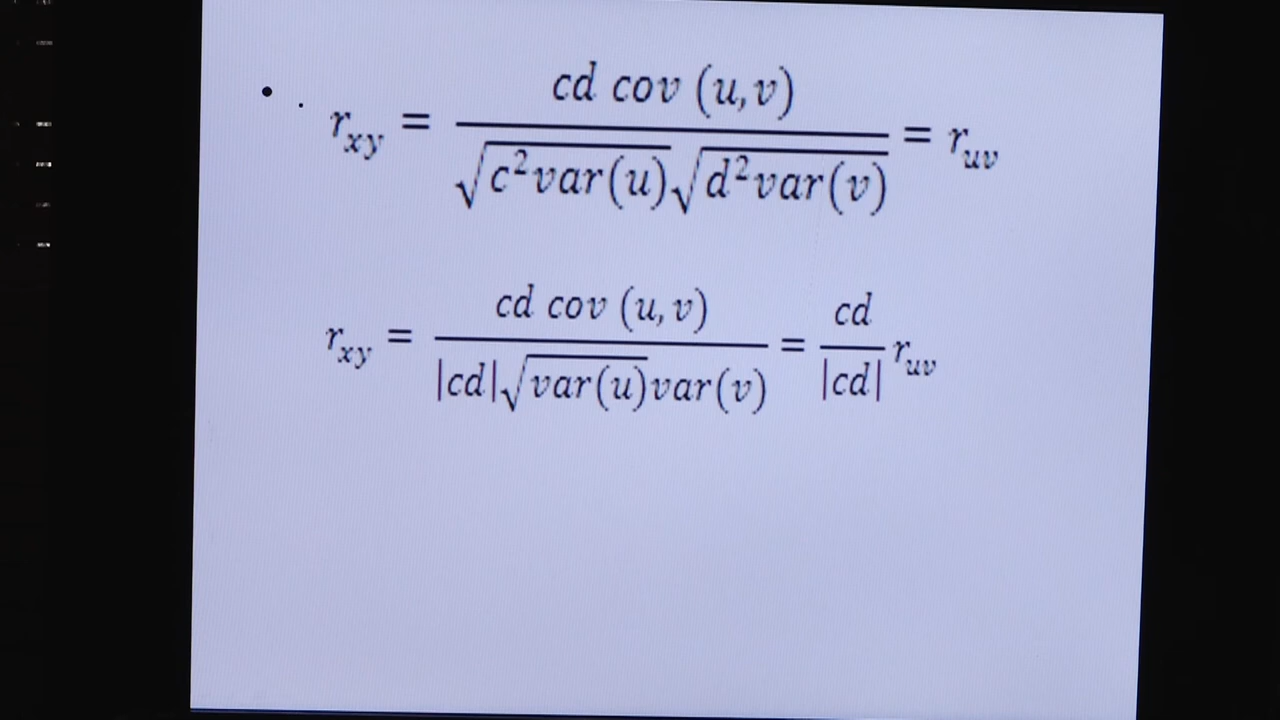 r_xy = cd cov (u,v) / √(c²var(u)) √(d²var(v)) = r_uv
r_xy = cd cov (u,v) / |cd|√(var(u))var(v) = cd / |cd| r_uv